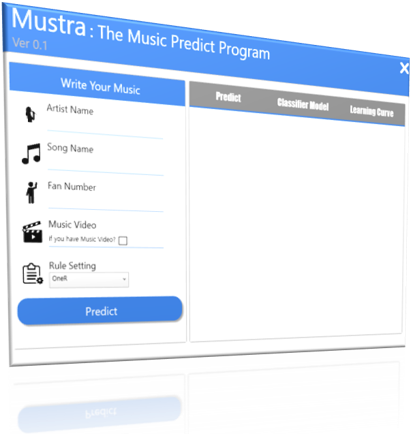 Mustra : The Music Predict Program
Ver 0.1
Write Your Music
Artist Name
Song Name
Fan Number
Music Video
if you have Music Video?
Rule Setting
OneR
Predict
Predict Classifier Model Learning Curve
Predict